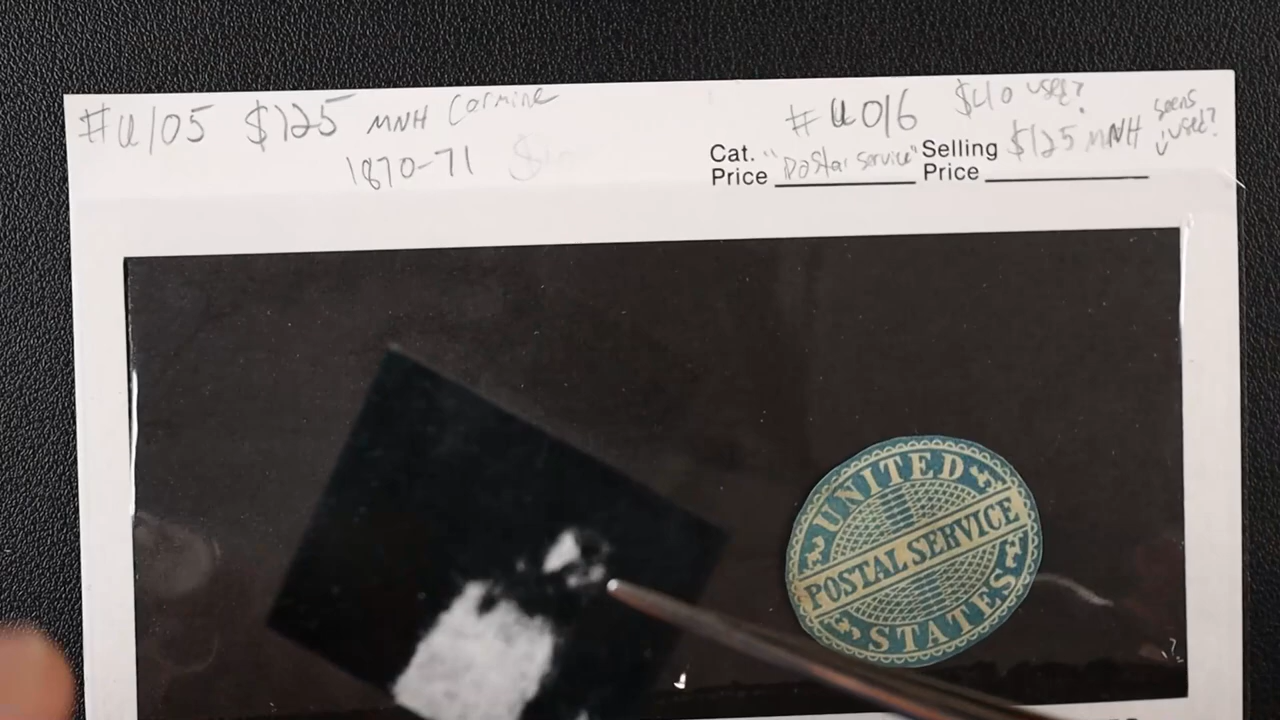 #U105 $125 MNH Carmine
1870-71
#UO16 $40 used?
Cat. "Postal Service" Selling $125 MNH seems used?
Price Price
UNITED
POSTAL SERVICE
STATES